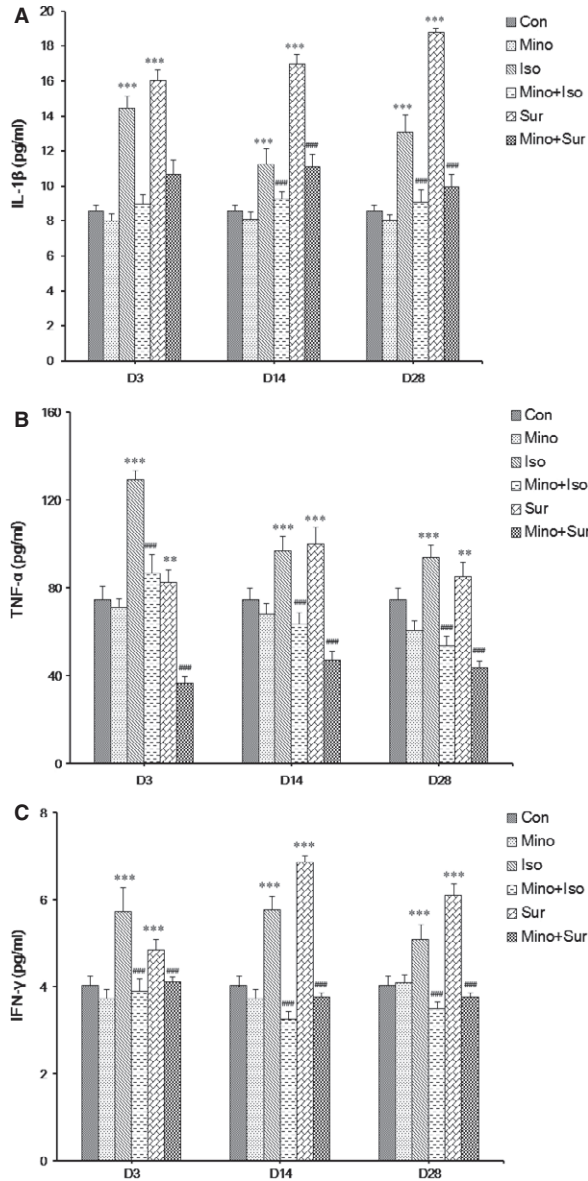 A
20
18
16
14
12
10
8
6
4
2
0
IL-1β (pg/ml)
*** *** *** *** *** ***
### ### ### ###
D3 D14 D28
Con
Mino
Iso
Mino+Iso
Sur
Mino+Sur
B
160
120
80
40
0
TNF-α (pg/ml)
*** ** *** *** *** **
### ### ### ### ### ###
D3 D14 D28
Con
Mino
Iso
Mino+Iso
Sur
Mino+Sur
C
8
6
4
2
0
IFN-γ (pg/ml)
*** *** *** *** *** ***
### ### ### ### ### ###
D3 D14 D28
Con
Mino
Iso
Mino+Iso
Sur
Mino+Sur